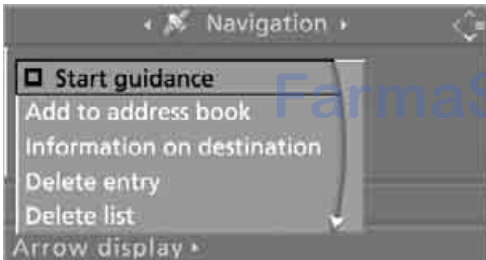 Navigation
Start guidance
Add to address book
Information on destination
Delete entry
Delete list
Arrow display